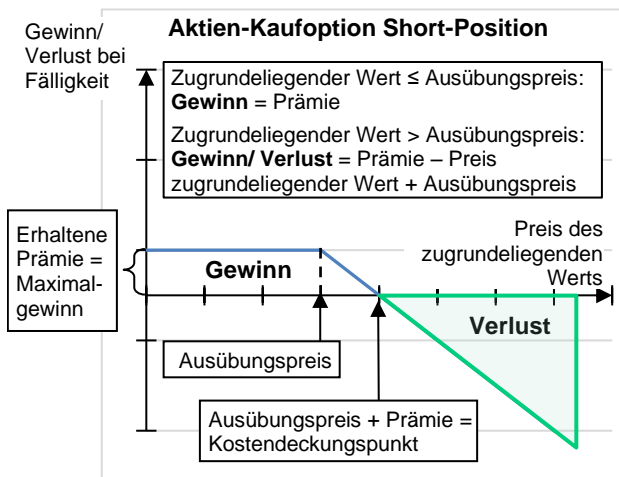 Aktien-Kaufoption Short-Position
Gewinn/
Verlust bei
Fälligkeit
Zugrundeliegender Wert ≤ Ausübungspreis:
Gewinn = Prämie
Zugrundeliegender Wert > Ausübungspreis:
Gewinn/ Verlust = Prämie – Preis
zugrundeliegender Wert + Ausübungspreis
Erhaltene
Prämie =
Maximal-
gewinn
Gewinn
Preis des
zugrundeliegenden
Werts
Verlust
Ausübungspreis
Ausübungspreis + Prämie =
Kostendeckungspunkt